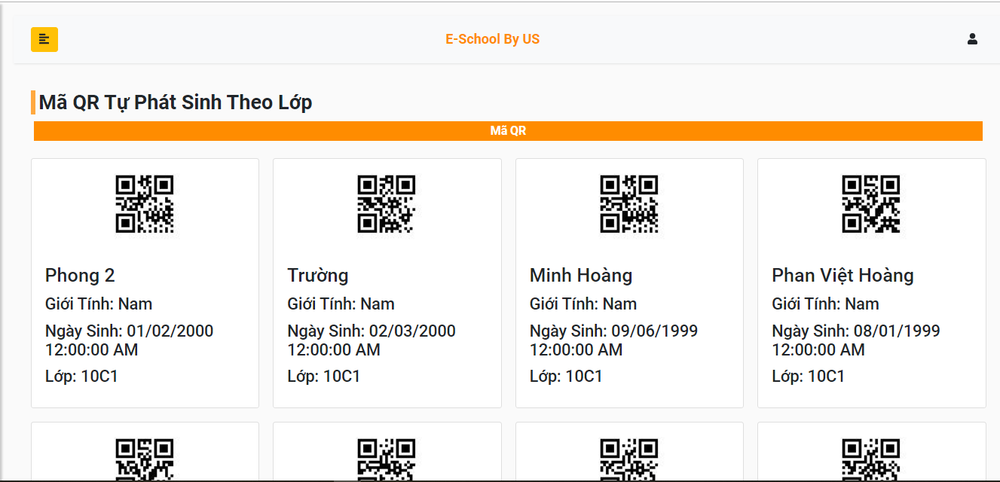 E-School By US
Mã QR Tự Phát Sinh Theo Lớp
Mã QR
Phong 2
Giới Tính: Nam
Ngày Sinh: 01/02/2000
12:00:00 AM
Lớp: 10C1
Trường
Giới Tính: Nam
Ngày Sinh: 02/03/2000
12:00:00 AM
Lớp: 10C1
Minh Hoàng
Giới Tính: Nam
Ngày Sinh: 09/06/1999
12:00:00 AM
Lớp: 10C1
Phan Việt Hoàng
Giới Tính: Nam
Ngày Sinh: 08/01/1999
12:00:00 AM
Lớp: 10C1